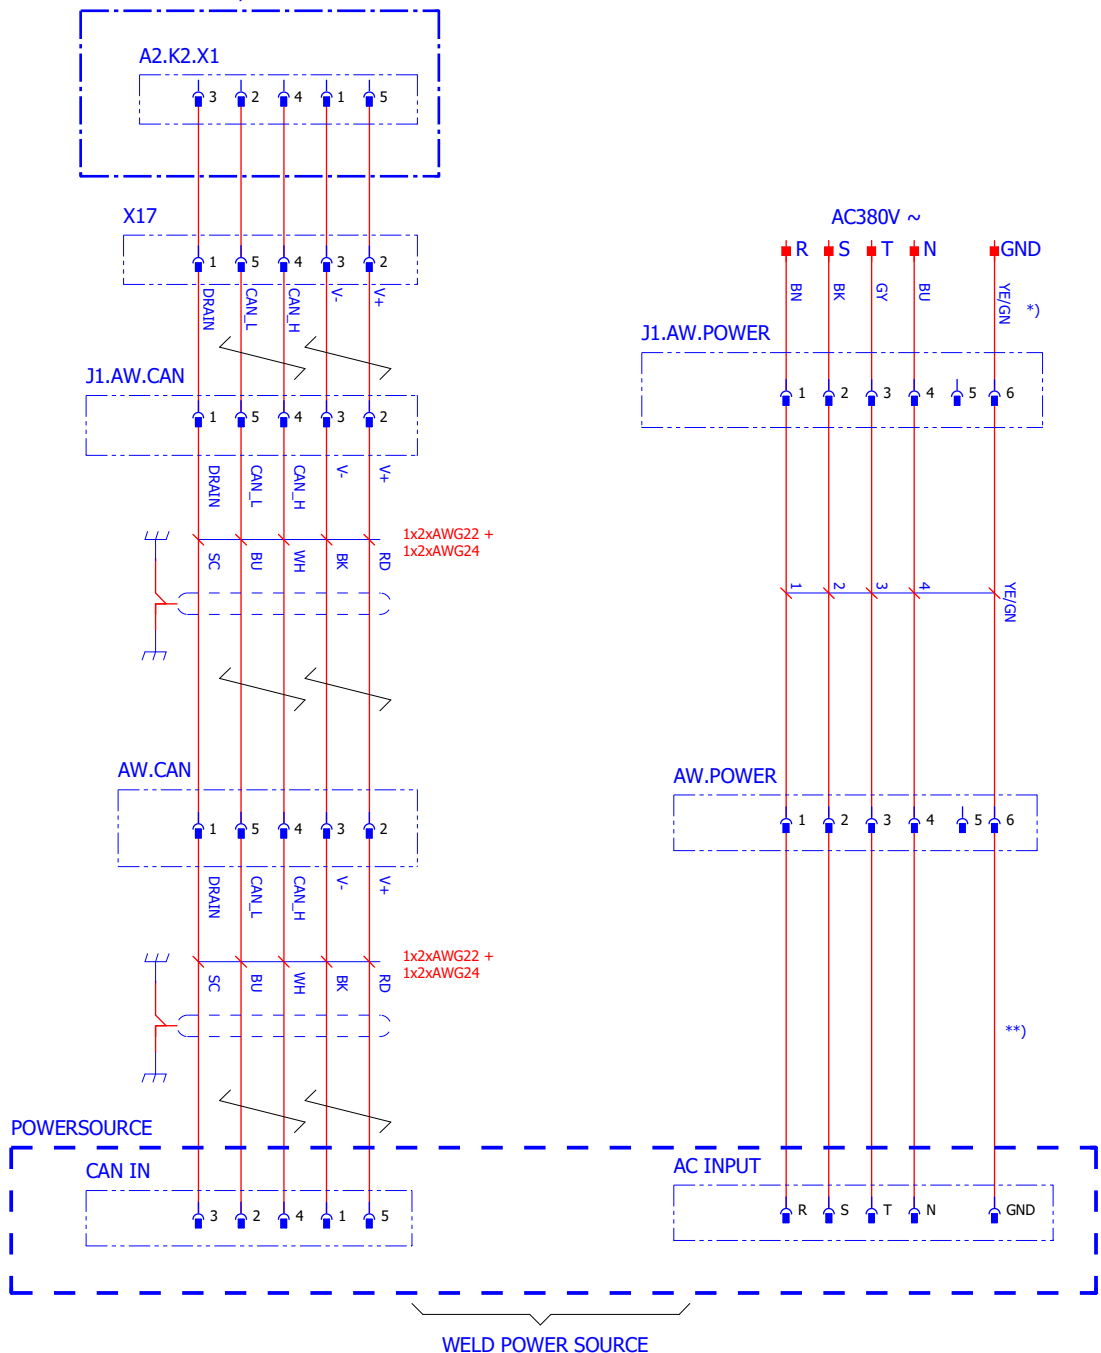 A2.K2.X1
3 2 4 1 5
X17
1 5 4 3 2
DRAIN CAN_L CAN_H V- V+
J1.AW.CAN
1 5 4 3 2
DRAIN CAN_L CAN_H V- V+
1x2xAWG22 +
1x2xAWG24
SC BU WH BK RD
AW.CAN
1 5 4 3 2
DRAIN CAN_L CAN_H V- V+
1x2xAWG22 +
1x2xAWG24
SC BU WH BK RD
AC380V ~
R S T N GND
BN BK GY BU YE/GN *)
J1.AW.POWER
1 2 3 4 5 6
1 2 3 4 YE/GN
AW.POWER
1 2 3 4 5 6
**)
POWERSOURCE
CAN IN
3 2 4 1 5
AC INPUT
R S T N GND
WELD POWER SOURCE